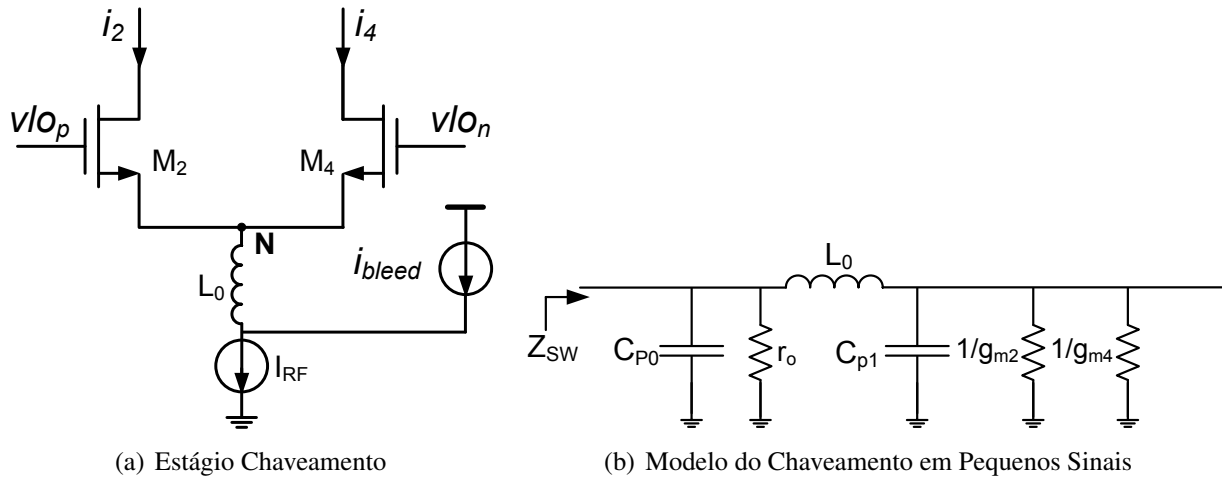 i2 i4
vlop M2 M4 vlon
N
L0 ibleed
IRF
L0
ZSW CP0 ro Cp1 1/gm2 1/gm4
(a) Estágio Chaveamento
(b) Modelo do Chaveamento em Pequenos Sinais